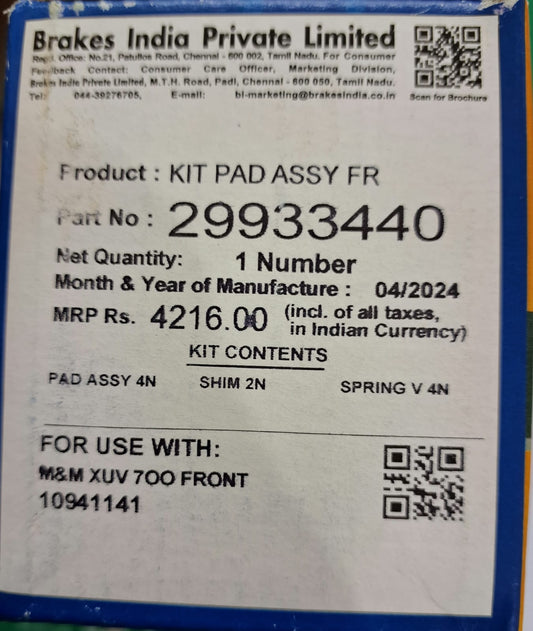 Brakes India Private Limited
Regd. Office: No.21, Patullos Road, Chennai - 600 002, Tamil Nadu. For Consumer
Feedback Contact: Consumer Care Officer, Marketing Division,
Brakes India Private Limited, M.T.H. Road, Padi, Chennai - 600 050, Tamil Nadu.
Tel: 044-39276705, E-mail: bi-marketing@brakesindia.co.in
Scan for Brochure
Product : KIT PAD ASSY FR
Part No : 29933440
Net Quantity: 1 Number
Month & Year of Manufacture : 04/2024
MRP Rs. 4216.00 (incl. of all taxes,
in Indian Currency)
KIT CONTENTS
PAD ASSY 4N SHIM 2N SPRING V 4N
FOR USE WITH:
M&M XUV 7OO FRONT
10941141